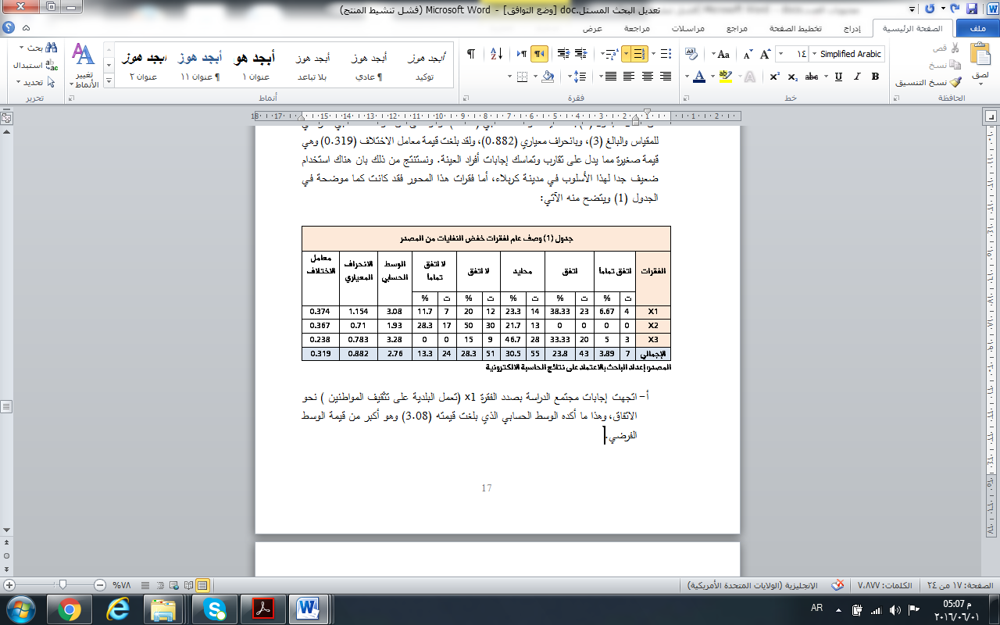 تعديل البحث المستل.doc [وضع التوافق] - Microsoft Word (فشل تنشيط المنتج)
ملف الصفحة الرئيسية إدراج تخطيط الصفحة مراجع مراسلات مراجعة عرض
قص
نسخ
نسخ التنسيق
لصق
الحافظة
Simplified Arabic ١٤
خط
فقرة
أبجد هوز أبجد هوز أبجد هوز أبجد هو أبجد هوز أبجد هوز
توكيد ¶ عادي بلا تباعد عنوان ١ ¶ عنوان ١١ عنوان ٢
تغيير الأنماط
أنماط
بحث
استبدال
تحديد
تحرير
للمقياس والبالغ (3)، وبانحراف معياري (0.882)، ولقد بلغت قيمة معامل الاختلاف (0.319) وهي
قيمة صغيرة مما يدل على تقارب وتماسك إجابات أفراد العينة. ونستنتج من ذلك بان هناك استخدام
ضعيف جدا لهذا الأسلوب في مدينة كربلاء، أما فقرات هذا المحور فقد كانت كما موضحة في
الجدول (1) ويتضح منه الآتي:
جدول (1) وصف عام لفقرات خفض النفايات من المصدر
الفقرات اتفق تماماً اتفق محايد لا اتفق لا اتفق تماماً الوسط الحسابي الانحراف المعياري معامل الاختلاف
ت % ت % ت % ت % ت %
X1 4 6.67 23 38.33 14 23.3 12 20 7 11.7 3.08 1.154 0.374
X2 0 0 0 0 13 21.7 30 50 17 28.3 1.93 0.71 0.367
X3 3 5 20 33.33 28 46.7 9 15 0 0 3.28 0.783 0.238
الإجمالي 7 3.89 43 23.8 55 30.5 51 28.3 24 13.3 2.76 0.882 0.319
المصدر: إعداد الباحث بالاعتماد على نتائج الحاسبة الالكترونية
أ- اتجهت إجابات مجتمع الدراسة بصدد الفقرة x1 (تعمل البلدية على تثقيف المواطنين ) نحو
الاتفاق، وهذا ما أكده الوسط الحسابي الذي بلغت قيمته (3.08) وهو أكبر من قيمة الوسط
الفرضي.
17
الصفحة: ١٧ من ٢٤ الكلمات: ٧.٨٧٧ الإنجليزية (الولايات المتحدة الأمريكية) ٧٨%
AR
05:07 م
٢٠١٦/٠٦/٠١